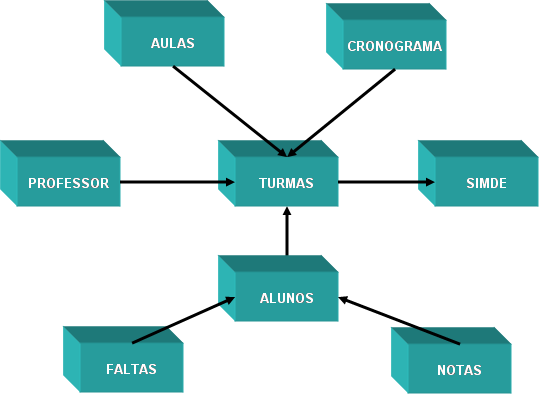 AULAS
CRONOGRAMA
PROFESSOR
TURMAS
SIMDE
ALUNOS
FALTAS
NOTAS